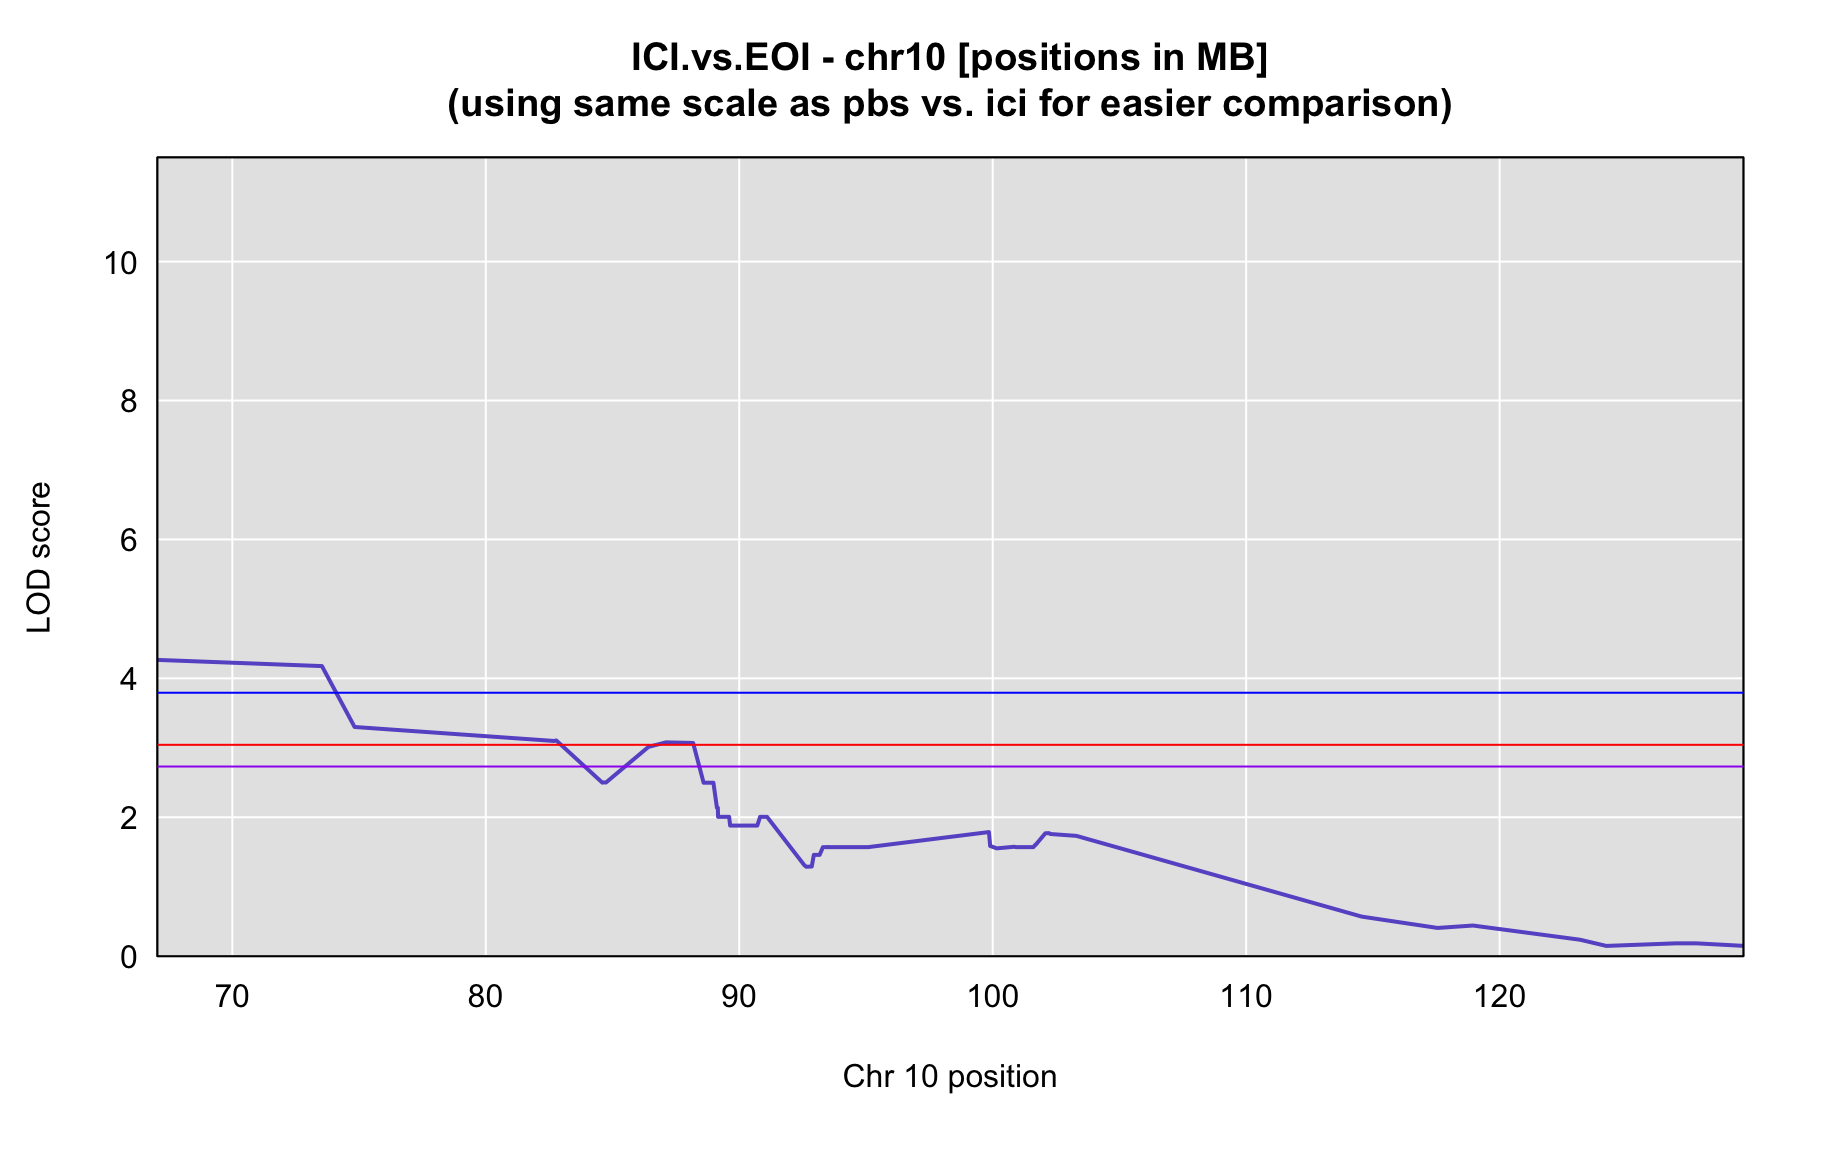 ICI.vs.EOI - chr10 [positions in MB]
(using same scale as pbs vs. ici for easier comparison)
LOD score
10
8
6
4
2
0
70 80 90 100 110 120
Chr 10 position